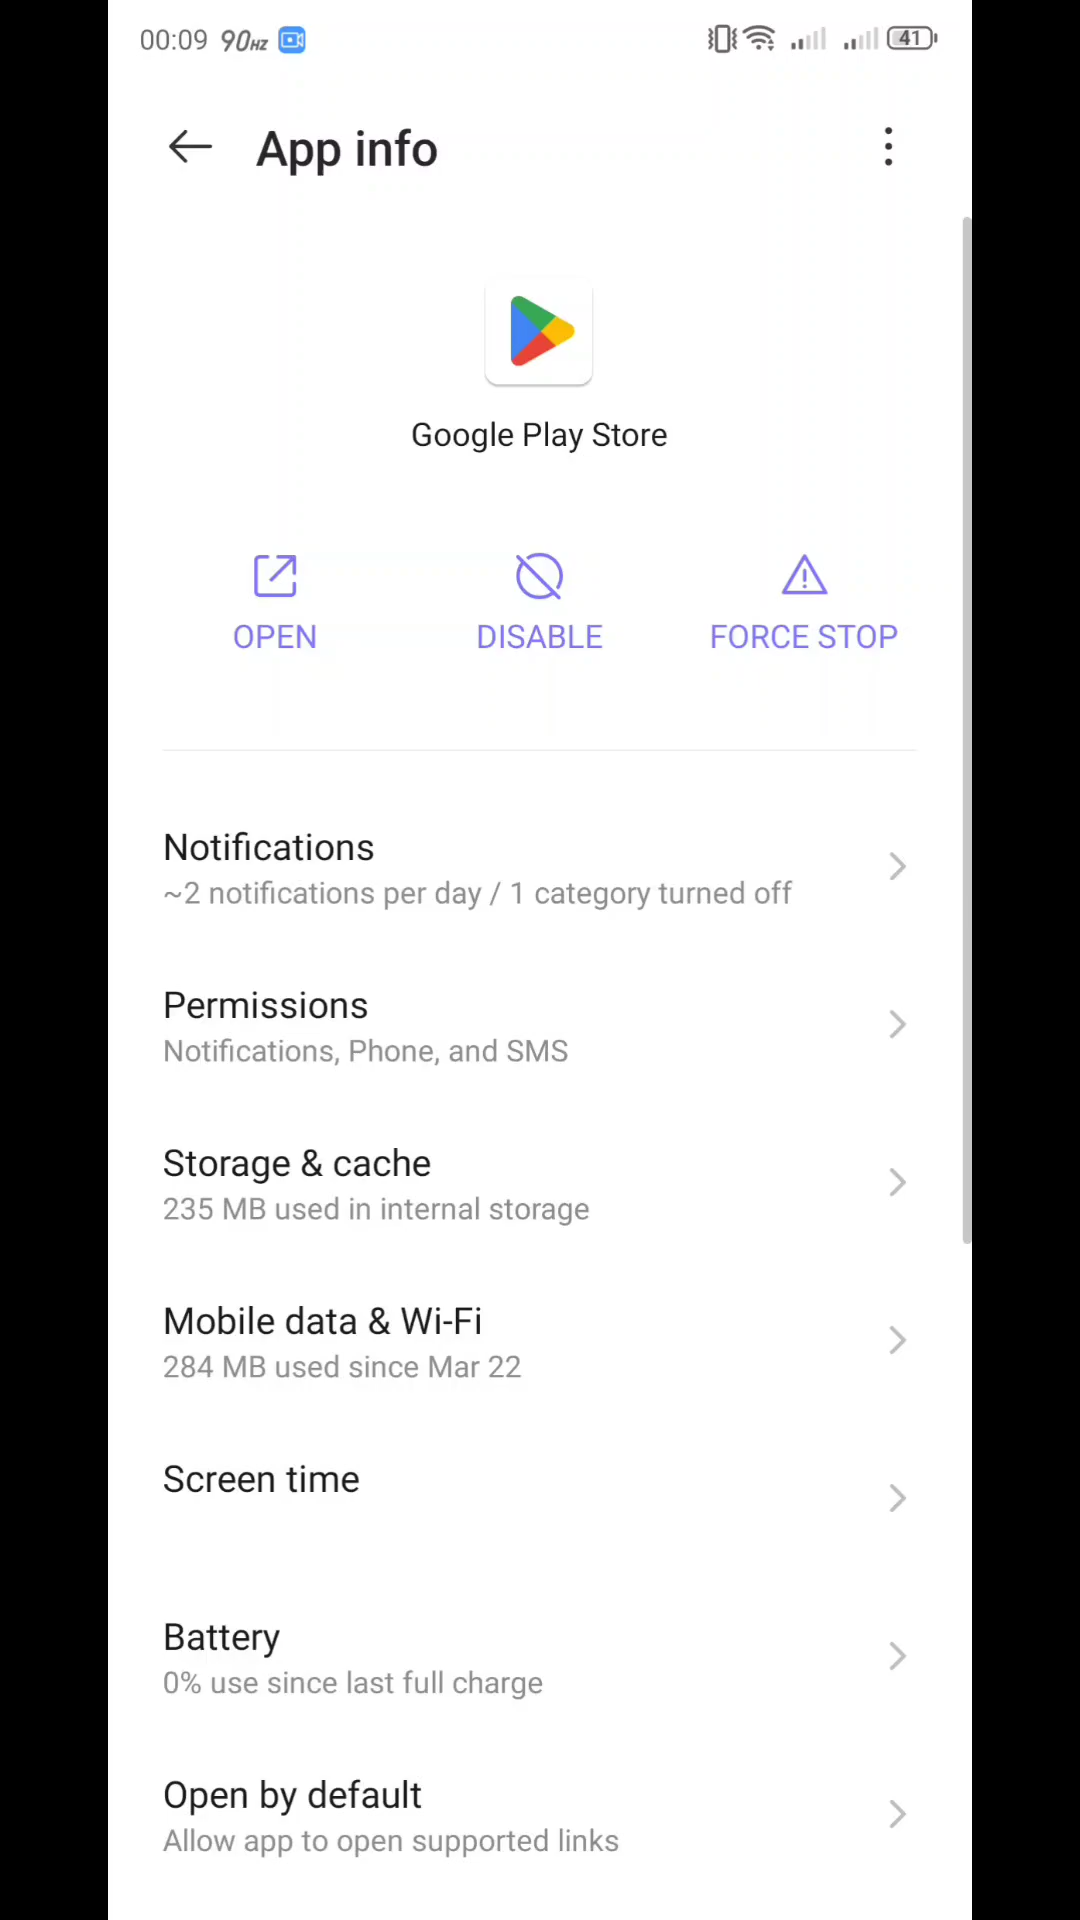 00:09 90HZ 41
App info
Google Play Store
OPEN DISABLE FORCE STOP
Notifications
~2 notifications per day / 1 category turned off
Permissions
Notifications, Phone, and SMS
Storage & cache
235 MB used in internal storage
Mobile data & Wi-Fi
284 MB used since Mar 22
Screen time
Battery
0% use since last full charge
Open by default
Allow app to open supported links